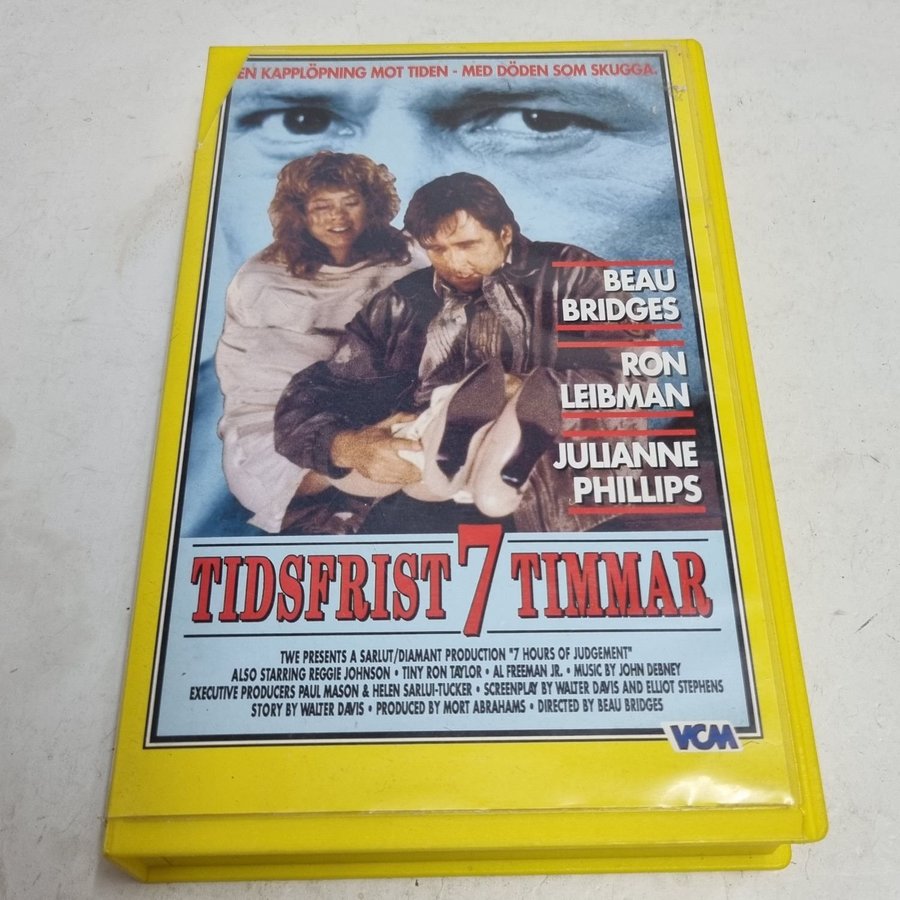 EN KAPPLÖPNING MOT TIDEN - MED DÖDEN SOM SKUGGA.
BEAU
BRIDGES
RON
LEIBMAN
JULIANNE
PHILLIPS
TIDSFRIST 7 TIMMAR
TWE PRESENTS A SARLUT/DIAMANT PRODUCTION "7 HOURS OF JUDGEMENT"
ALSO STARRING REGGIE JOHNSON • TINY RON TAYLOR • AL FREEMAN JR. • MUSIC BY JOHN DEBNEY
EXECUTIVE PRODUCERS PAUL MASON & HELEN SARLUI-TUCKER • SCREENPLAY BY WALTER DAVIS AND ELLIOT STEPHENS
STORY BY WALTER DAVIS • PRODUCED BY MORT ABRAHAMS • DIRECTED BY BEAU BRIDGES
VCM